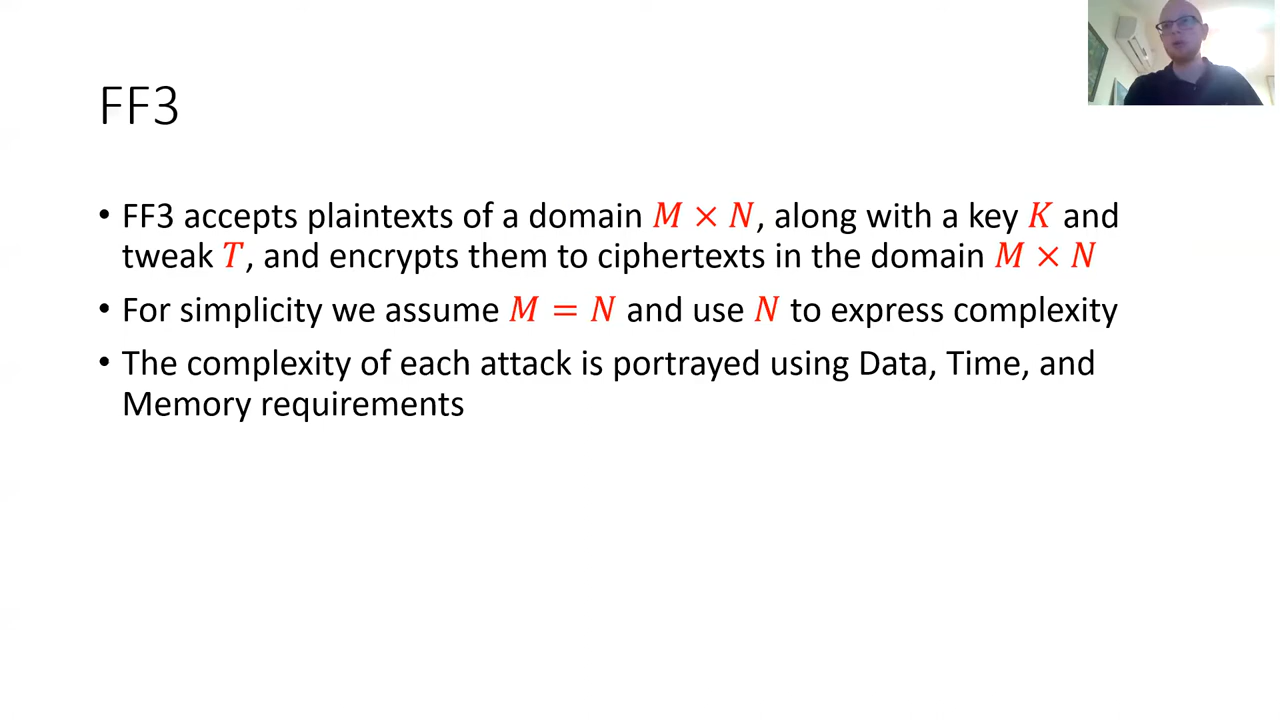 FF3
• FF3 accepts plaintexts of a domain M × N, along with a key K and
tweak T, and encrypts them to ciphertexts in the domain M × N
• For simplicity we assume M = N and use N to express complexity
• The complexity of each attack is portrayed using Data, Time, and
Memory requirements